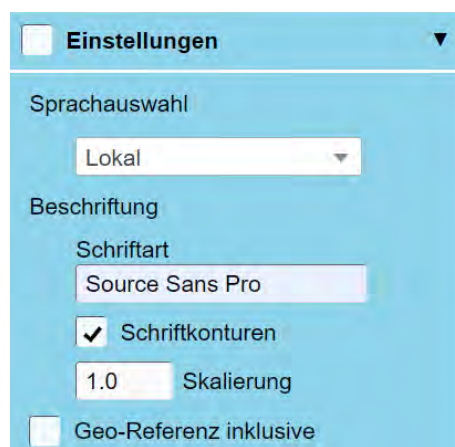 Einstellungen
Sprachauswahl
Lokal
Beschriftung
Schriftart
Source Sans Pro
Schriftkonturen
1.0 Skalierung
Geo-Referenz inklusive